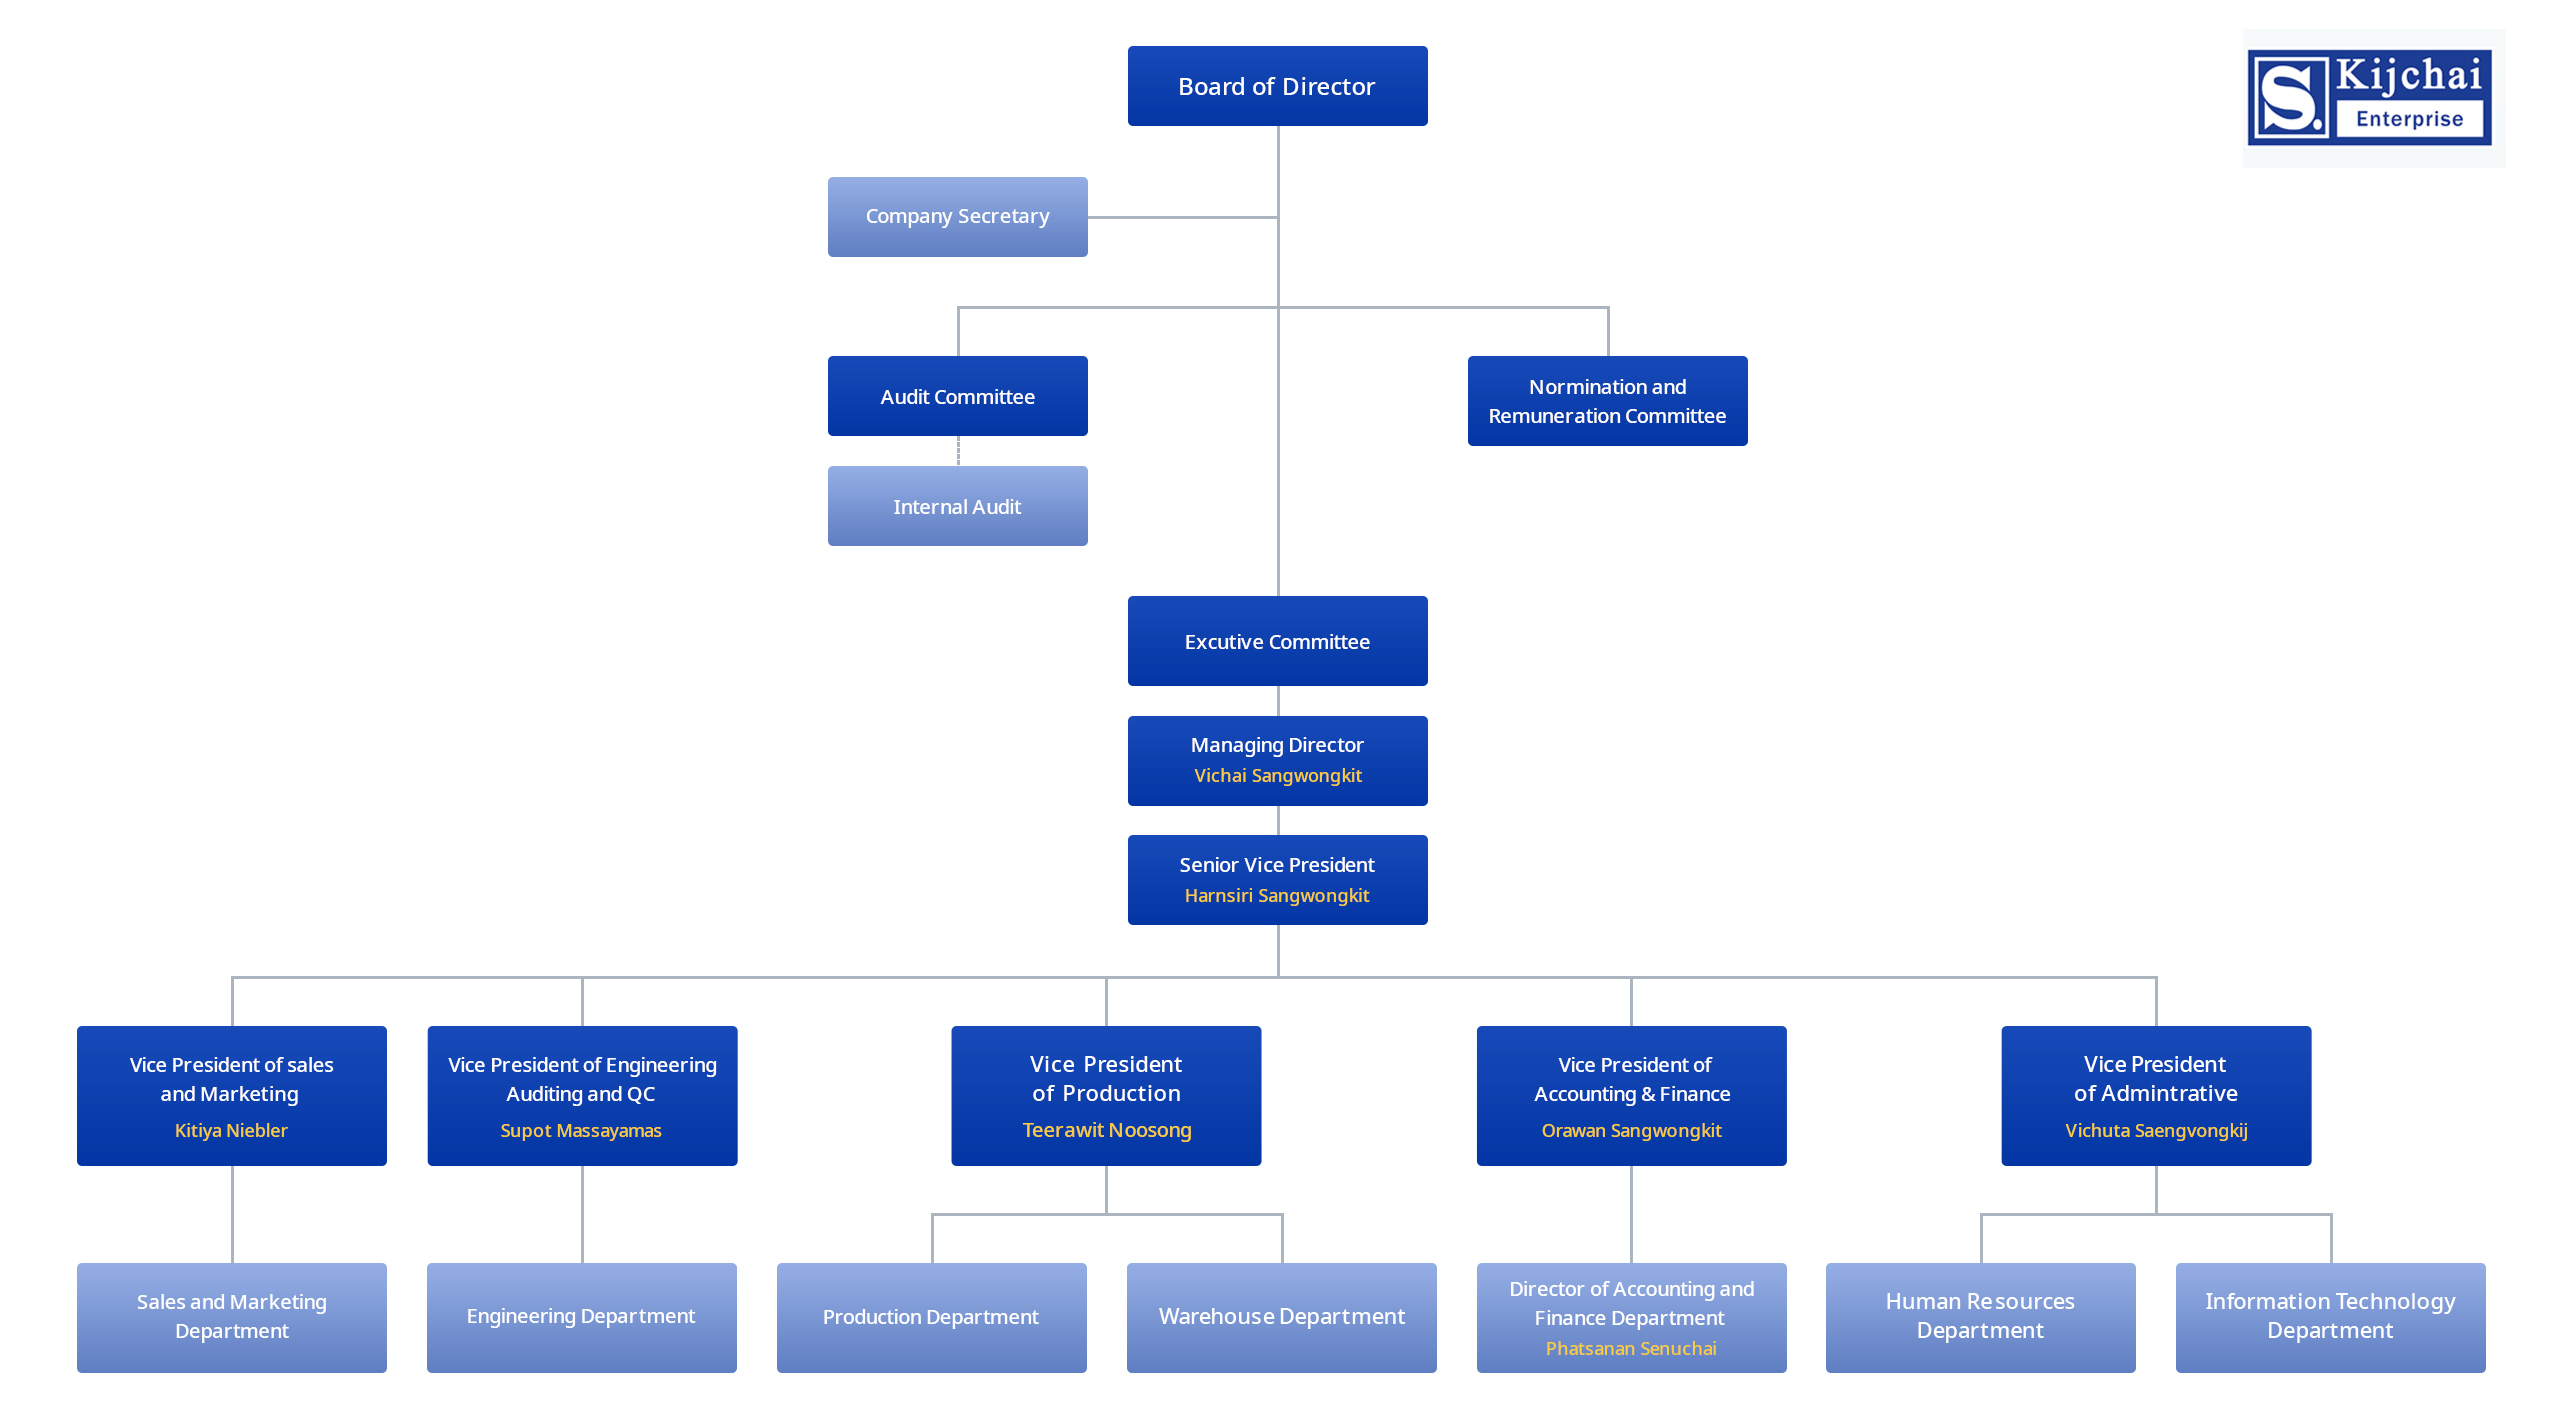 Board of Director
S. Kijchai
Enterprise
Company Secretary
Audit Committee
Normination and
Remuneration Committee
Internal Audit
Excutive Committee
Managing Director
Vichai Sangwongkit
Senior Vice President
Harnsiri Sangwongkit
Vice President of sales
and Marketing
Kitiya Niebler
Vice President of Engineering
Auditing and QC
Supot Massayamas
Vice President
of Production
Teerawit Noosong
Vice President of
Accounting & Finance
Orawan Sangwongkit
Vice President
of Admintrative
Vichuta Saengvongkij
Sales and Marketing
Department
Engineering Department
Production Department
Warehouse Department
Director of Accounting and
Finance Department
Phatsanan Senuchai
Human Resources
Department
Information Technology
Department